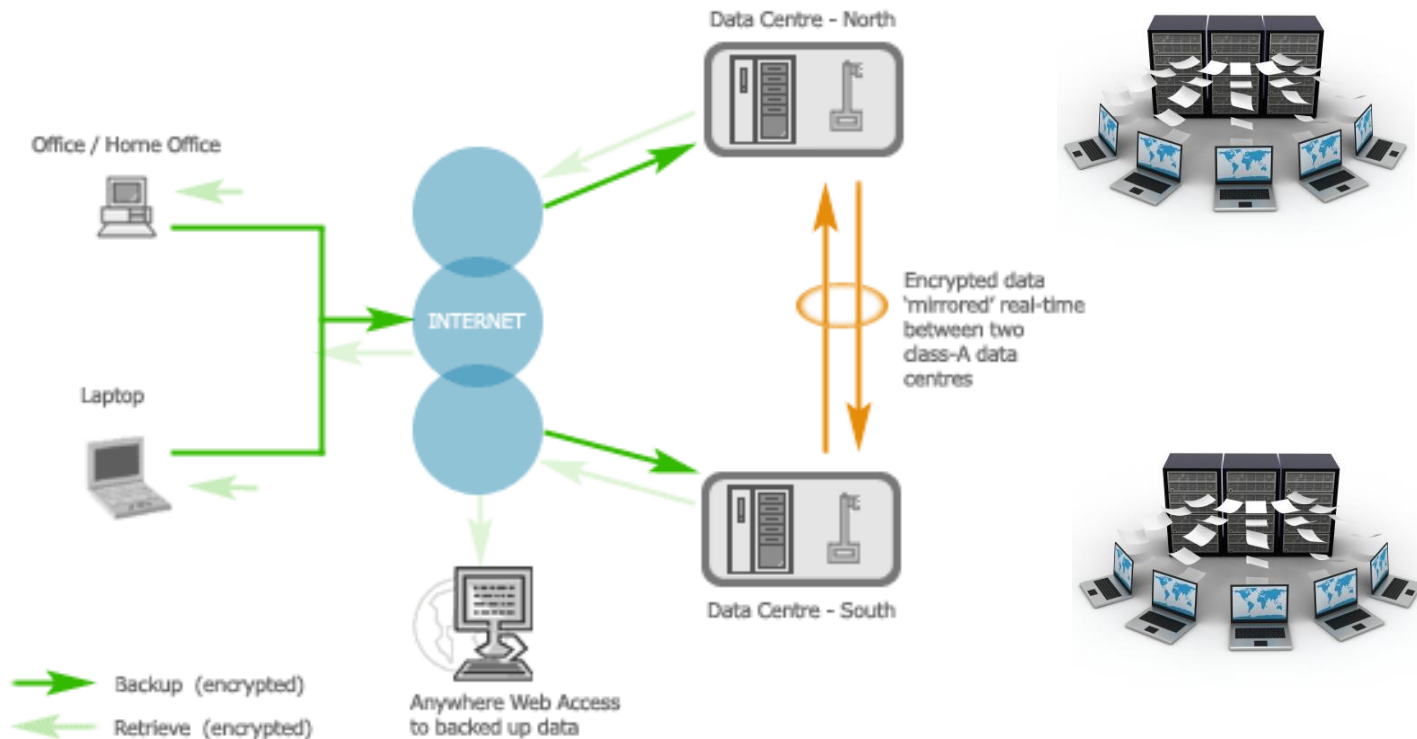 Data Centre - North
Office / Home Office
INTERNET
Encrypted data
'mirrored' real-time
between two
class-A data
centres
Laptop
Data Centre - South
Backup (encrypted)
Retrieve (encrypted)
Anywhere Web Access
to backed up data